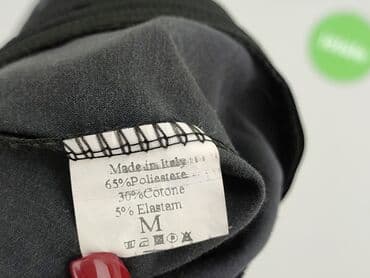 Made in Italy
65%Poliestere
30%Cotone
5% Elastam
M